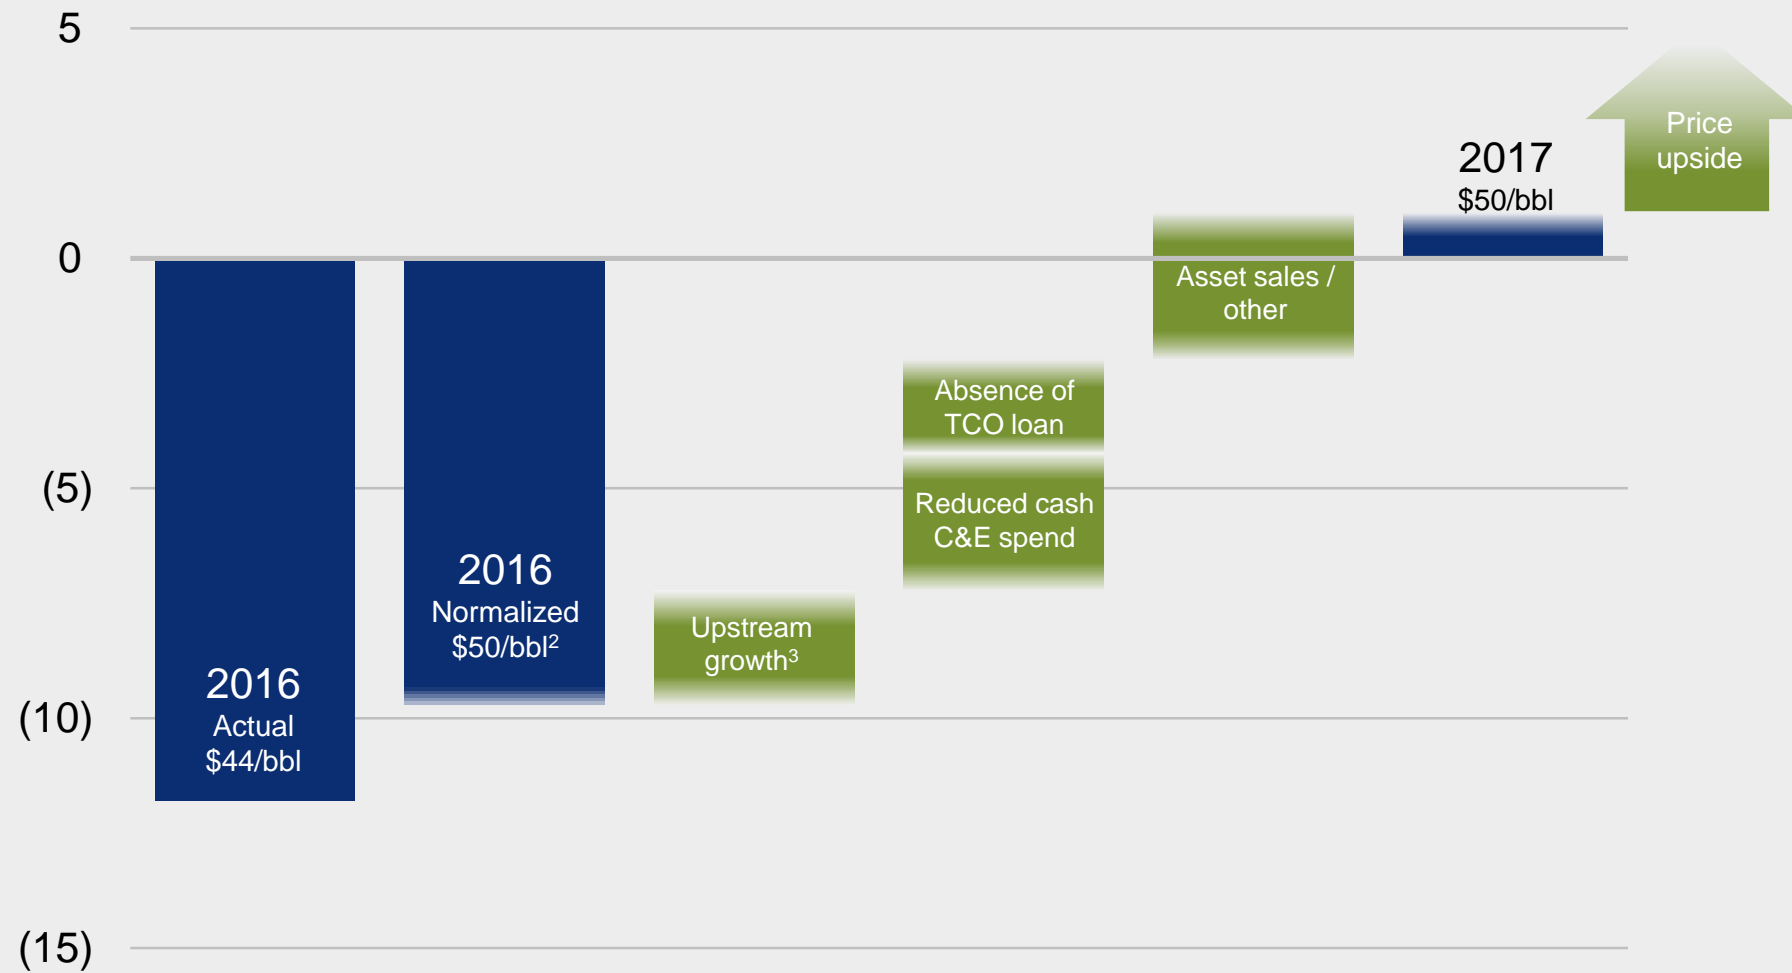 5
0
(5)
(10)
(15)
2016
Actual
$44/bbl
2016
Normalized
$50/bbl²
Upstream
growth³
Absence of
TCO loan
Reduced cash
C&E spend
Asset sales /
other
2017
$50/bbl
Price
upside